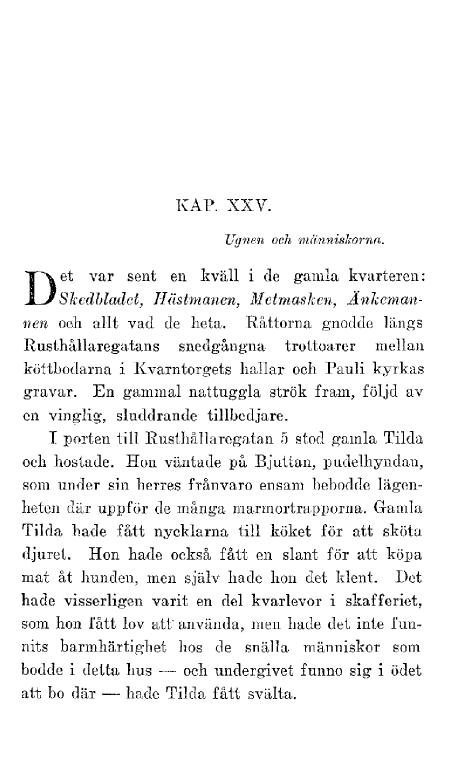 KAP. XXV.
Ugnen och människorna.
Det var sent en kväll i de gamla kvarteren:
Skedbladet, Hästmanen, Metmasken, Änkeman-
nen och allt vad de heta. Råttorna gnodde längs
Rusthållaregatans snedgångna trottoarer mellan
köttbodarna i Kvarntorgets hallar och Pauli kyrkas
gravar. En gammal nattuggla strök fram, följd av
en vinglig, sluddrande tillbedjare.
I porten till Rusthållaregatan 5 stod gamla Tilda
och hostade. Hon väntade på Bjuttan, pudelhyndan,
som under sin herres frånvaro ensam bebodde lägen-
heten där uppför de många marmortrapporna. Gamla
Tilda hade fått nycklarna till köket för att sköta
djuret. Hon hade också fått en slant för att köpa
mat åt hunden, men själv hade hon det klent. Det
hade visserligen varit en del kvarlevor i skafferiet,
som hon fått lov att använda, men hade det inte fun-
nits barmhärtighet hos de snälla människor som
bodde i detta hus — och undergivet funno sig i ödet
att bo där — hade Tilda fått svälta.